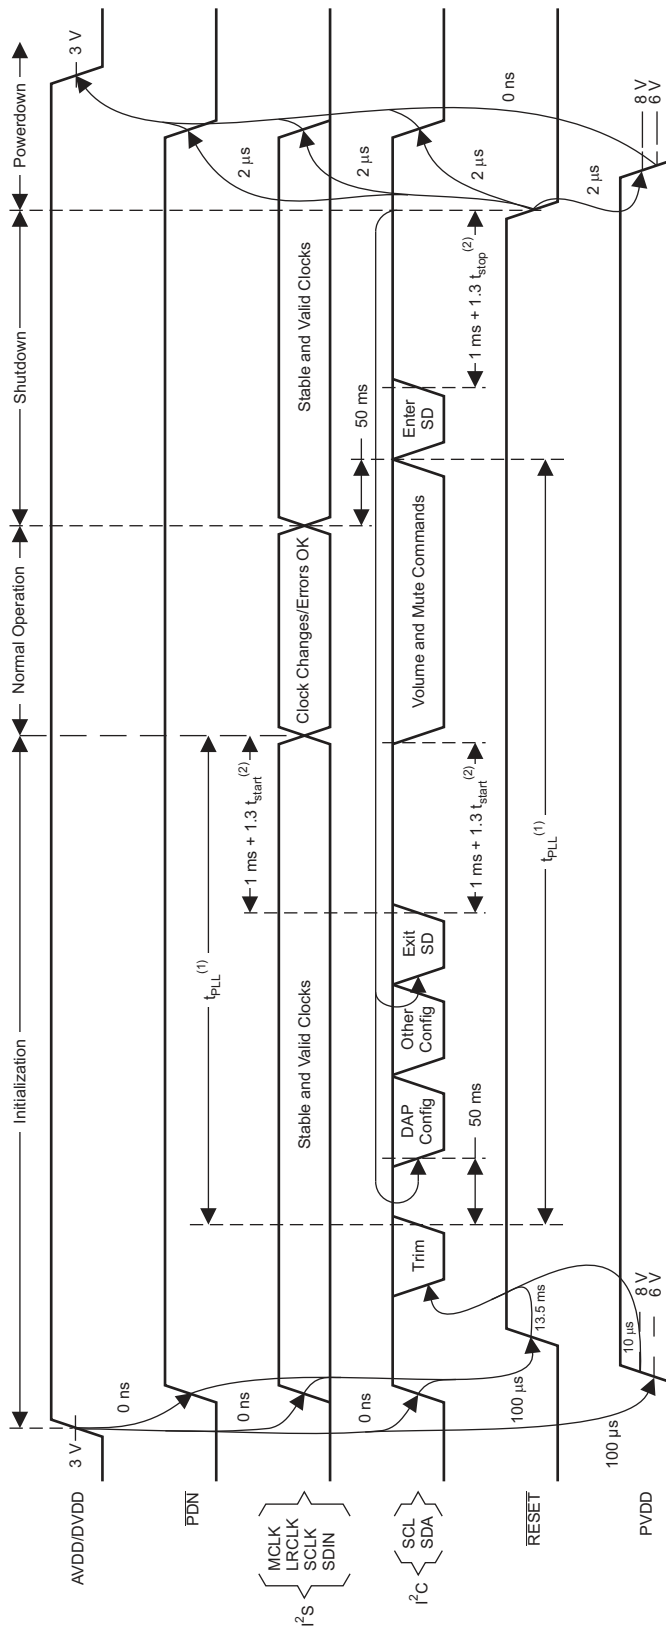 Initialization
Normal Operation
Shutdown
Powerdown
AVDD/DVDD
3 V
3 V
0 ns
PDN
t_PLL^(1)
0 ns
1 ms + 1.3 t_start^(2)
2 µs
I²S
MCLK
LRCLK
SCLK
SDIN
Stable and Valid Clocks
Clock Changes/Errors OK
Stable and Valid Clocks
0 ns
50 ms
2 µs
I²C
SCL
SDA
Trim
DAP
Config
Other
Config
Exit
SD
Volume and Mute Commands
Enter
SD
2 µs
50 ms
1 ms + 1.3 t_start^(2)
1 ms + 1.3 t_stop^(2)
0 ns
RESET
100 µs
13.5 ms
t_PLL^(1)
2 µs
PVDD
100 µs
10 µs
8 V
6 V
8 V
6 V